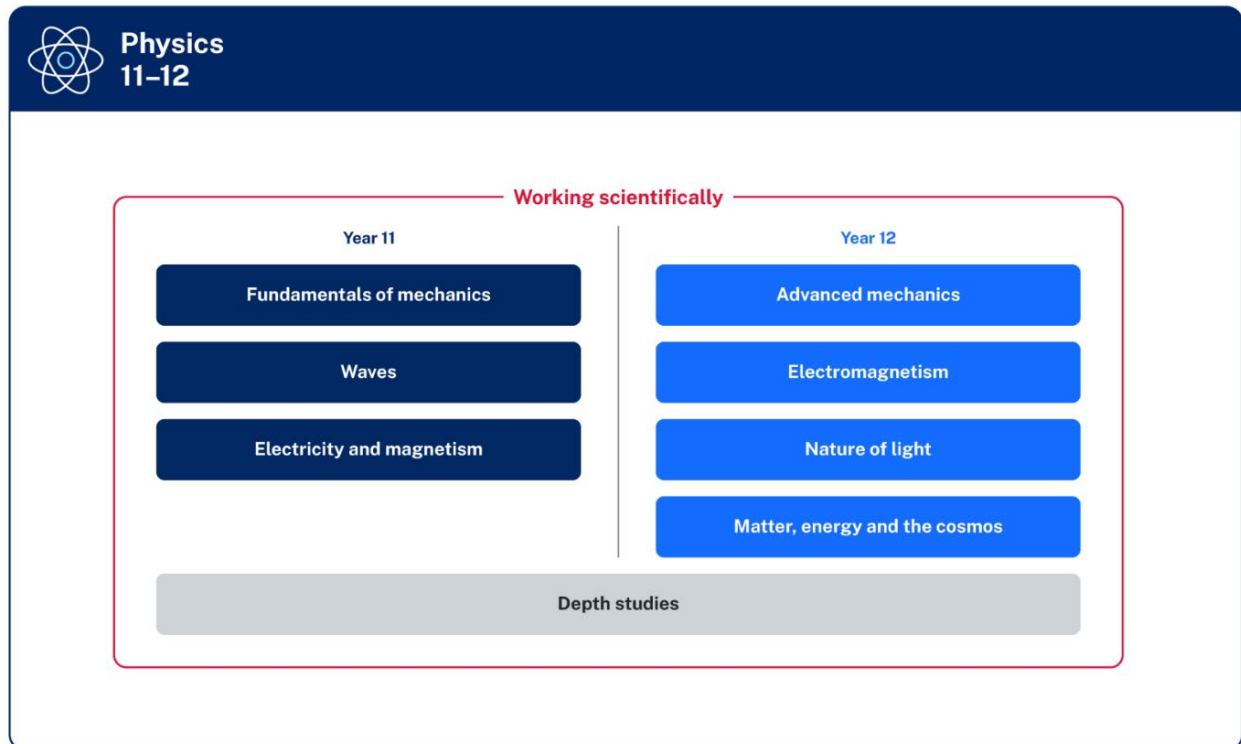 Physics
11–12
Working scientifically
Year 11
Fundamentals of mechanics
Waves
Electricity and magnetism
Year 12
Advanced mechanics
Electromagnetism
Nature of light
Matter, energy and the cosmos
Depth studies